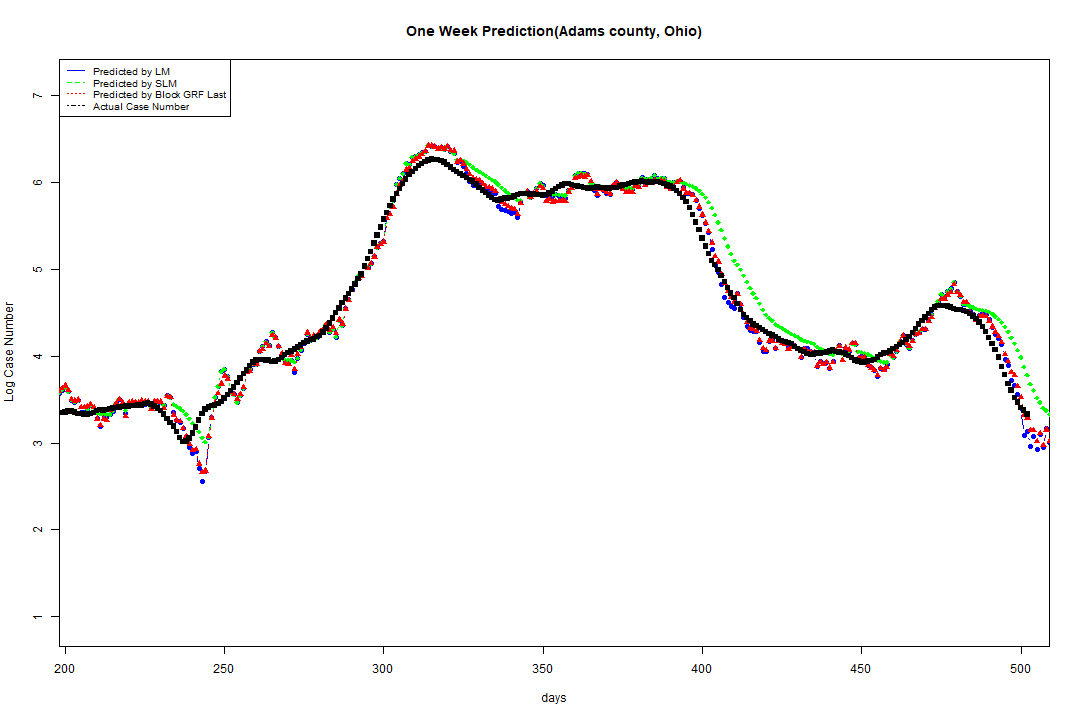 One Week Prediction(Adams county, Ohio)
Predicted by LM
Predicted by SLM
Predicted by Block GRF Last
Actual Case Number
7
6
5
4
3
2
1
Log Case Number
200 250 300 350 400 450 500
days